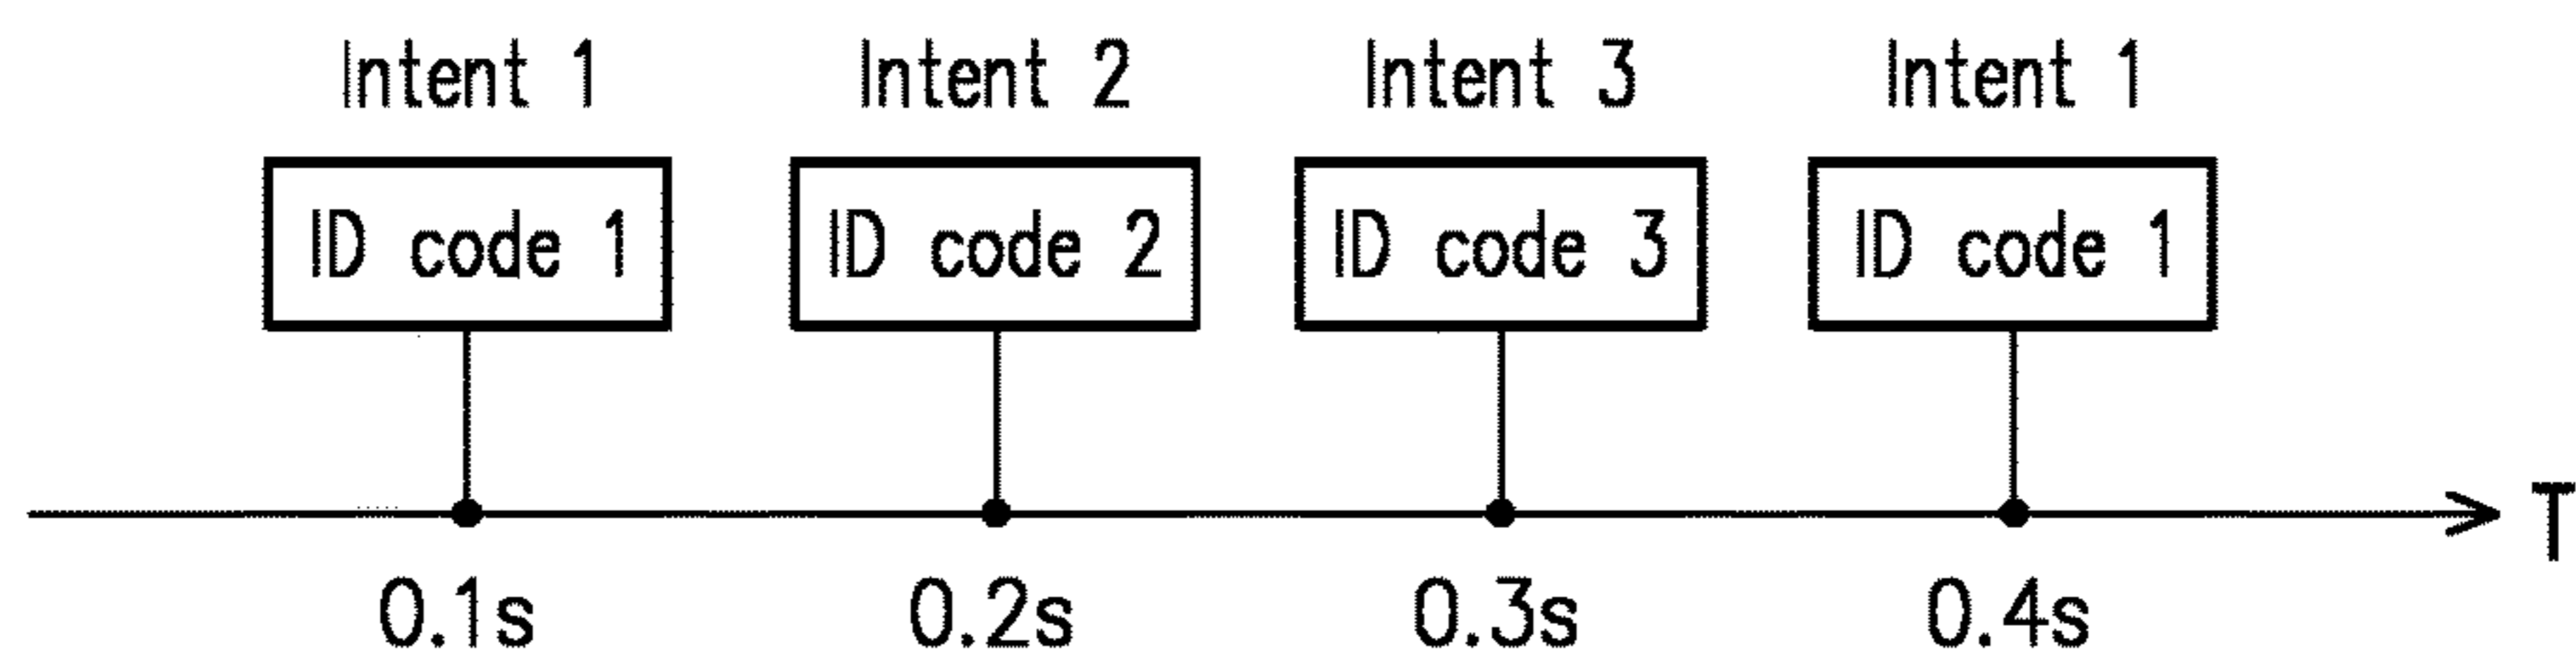 Intent 1 Intent 2 Intent 3 Intent 1
ID code 1 ID code 2 ID code 3 ID code 1
T
0.1s 0.2s 0.3s 0.4s